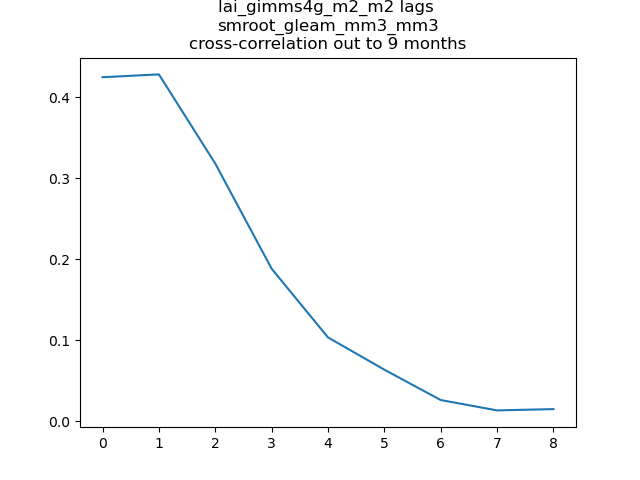 lai_gimms4g_m2_m2 lags
smroot_gleam_mm3_mm3
cross-correlation out to 9 months
0.4
0.3
0.2
0.1
0.0
0 1 2 3 4 5 6 7 8